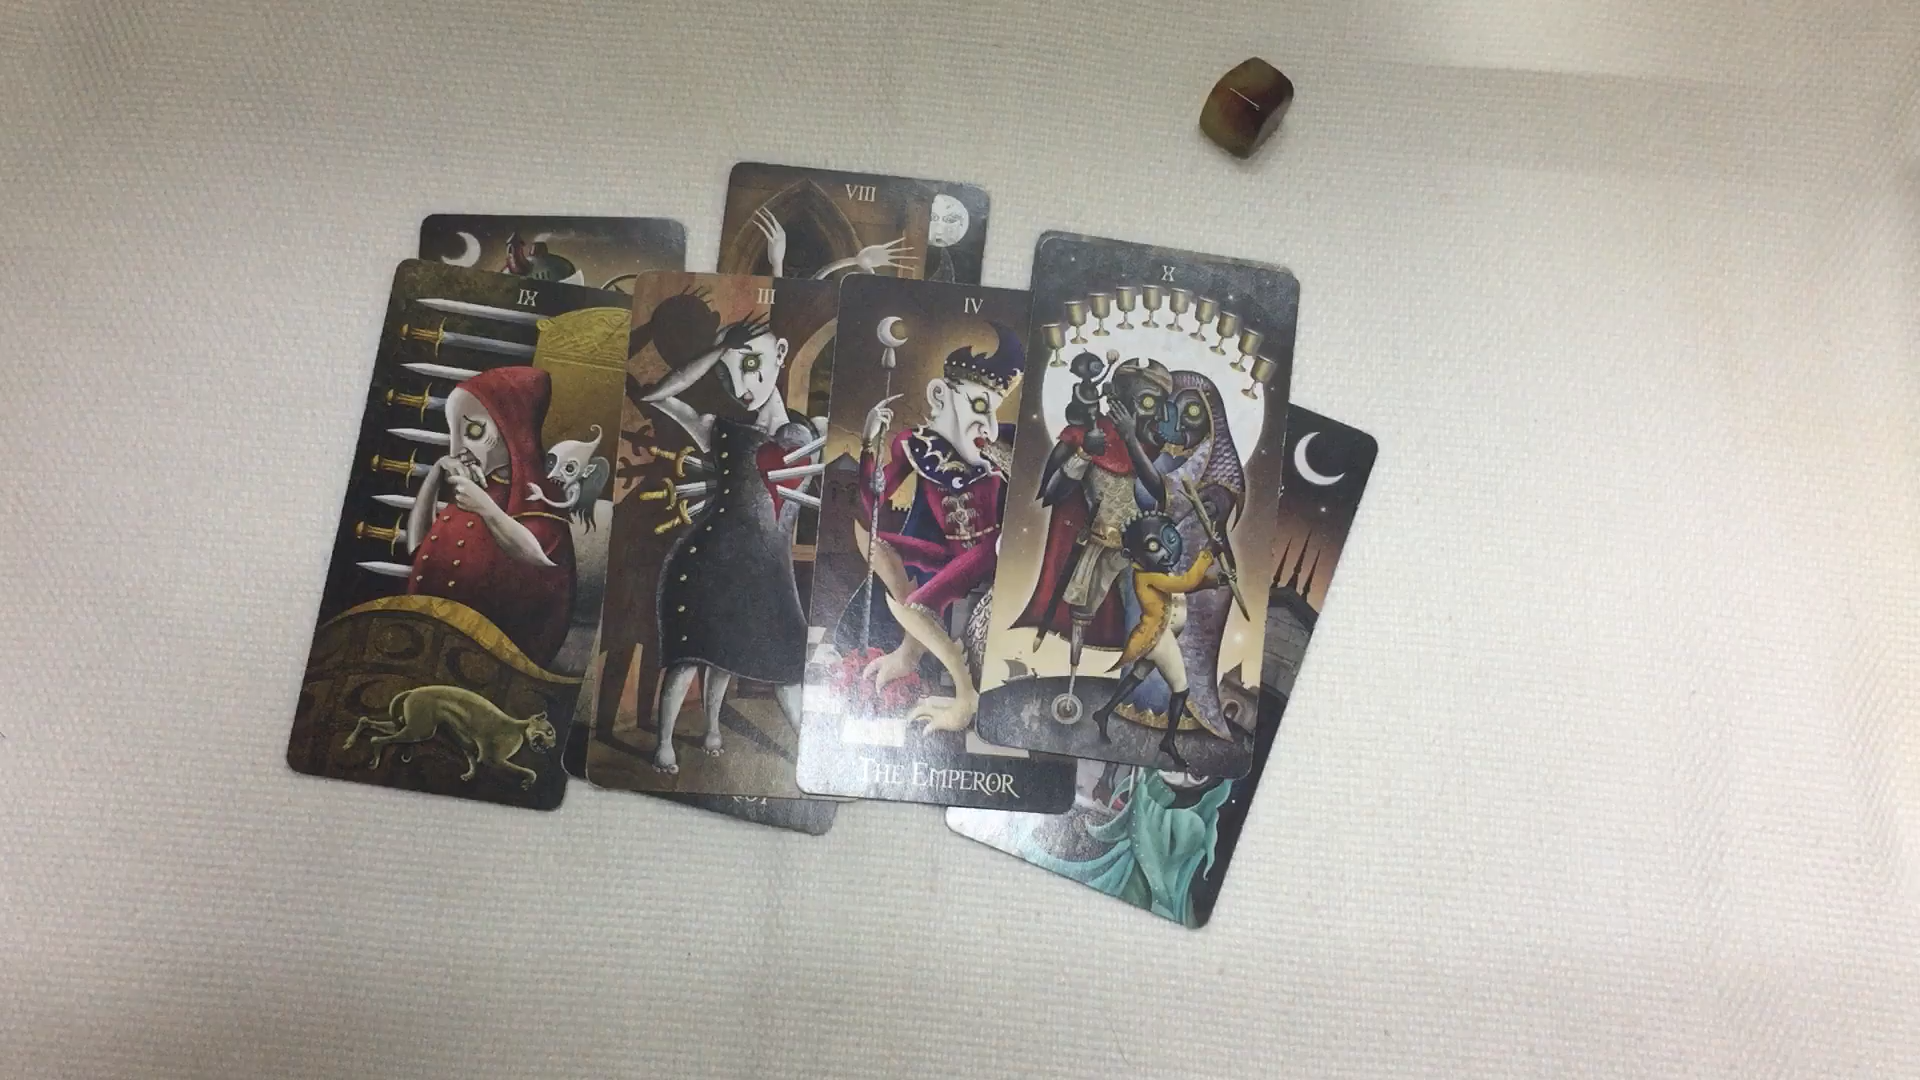 VIII
IX
III
IV
X
THE EMPEROR